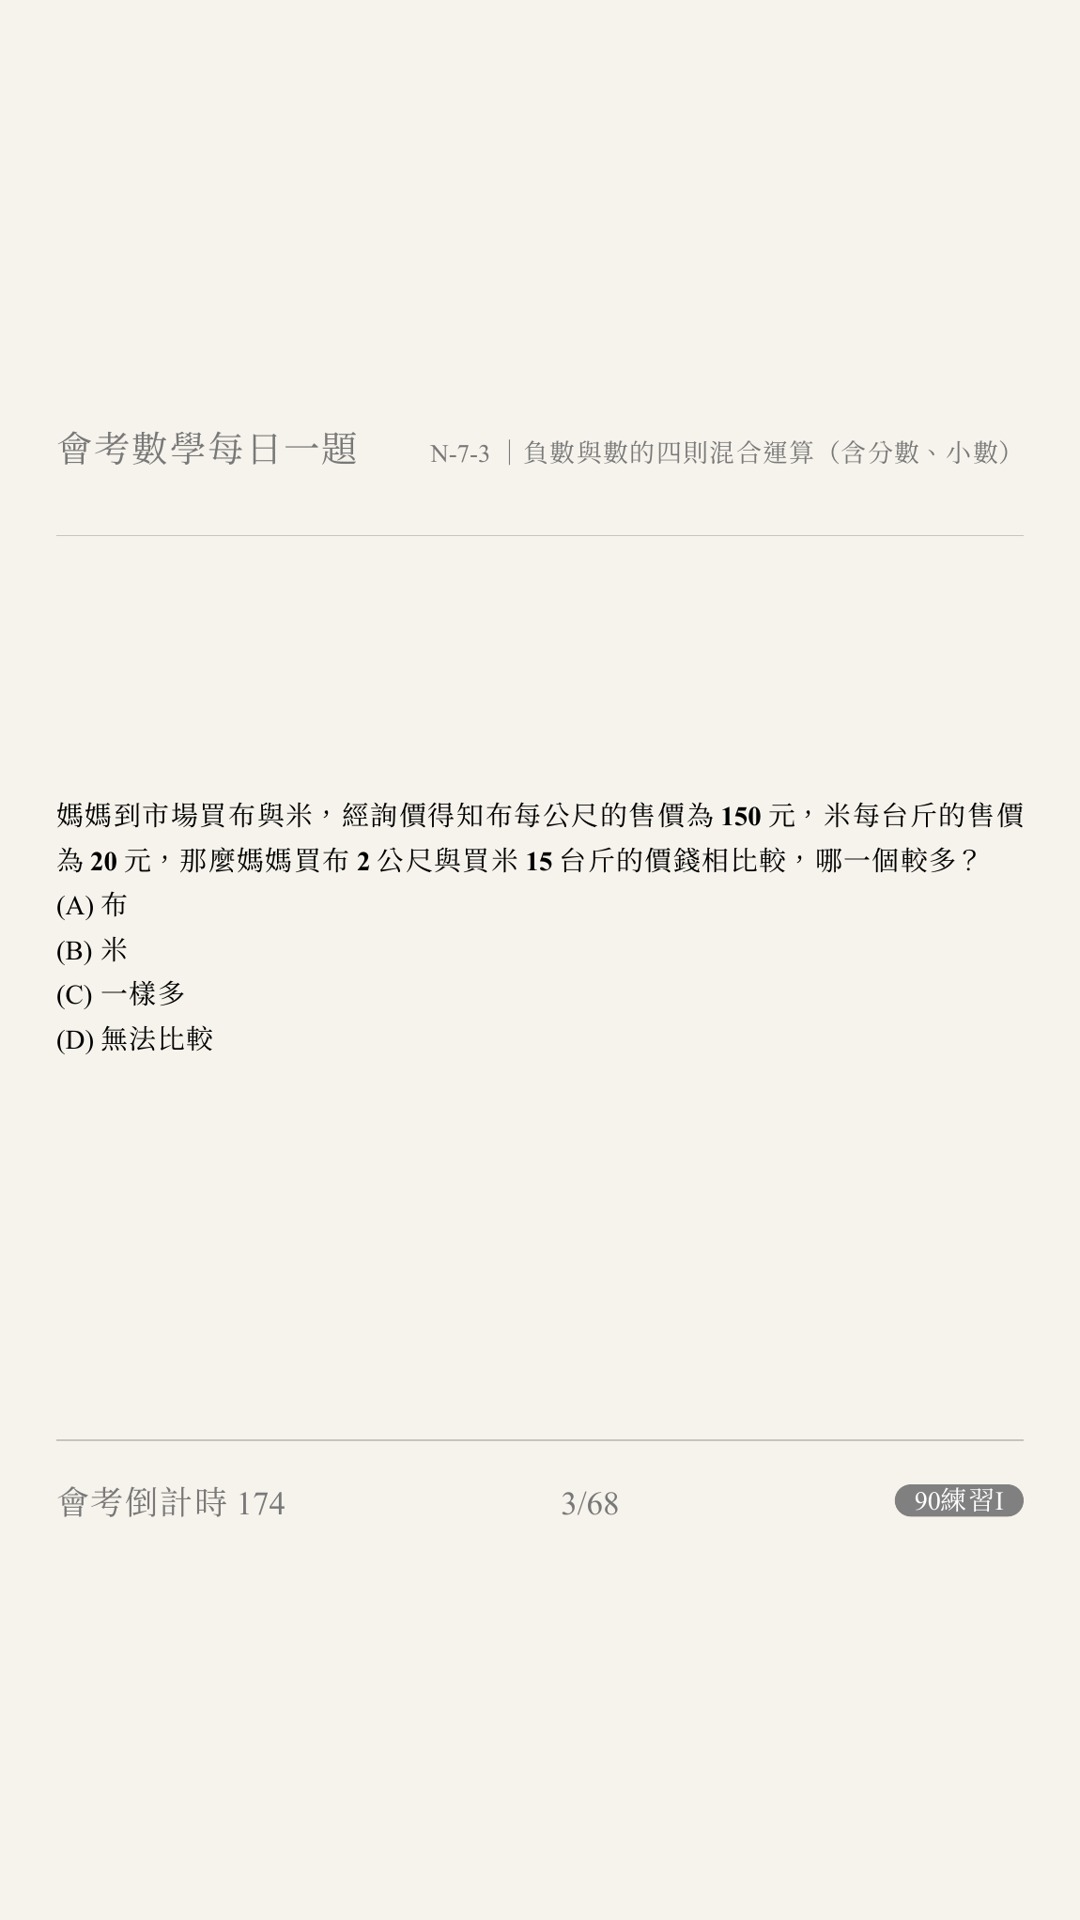 會考數學每日一題
N-7-3｜負數與數的四則混合運算（含分數、小數）
媽媽到市場買布與米，經詢價得知布每公尺的售價為 150 元，米每台斤的售價
為 20 元，那麼媽媽買布 2 公尺與買米 15 台斤的價錢相比較，哪一個較多？
(A) 布
(B) 米
(C) 一樣多
(D) 無法比較
會考倒計時 174
3/68
90練習I